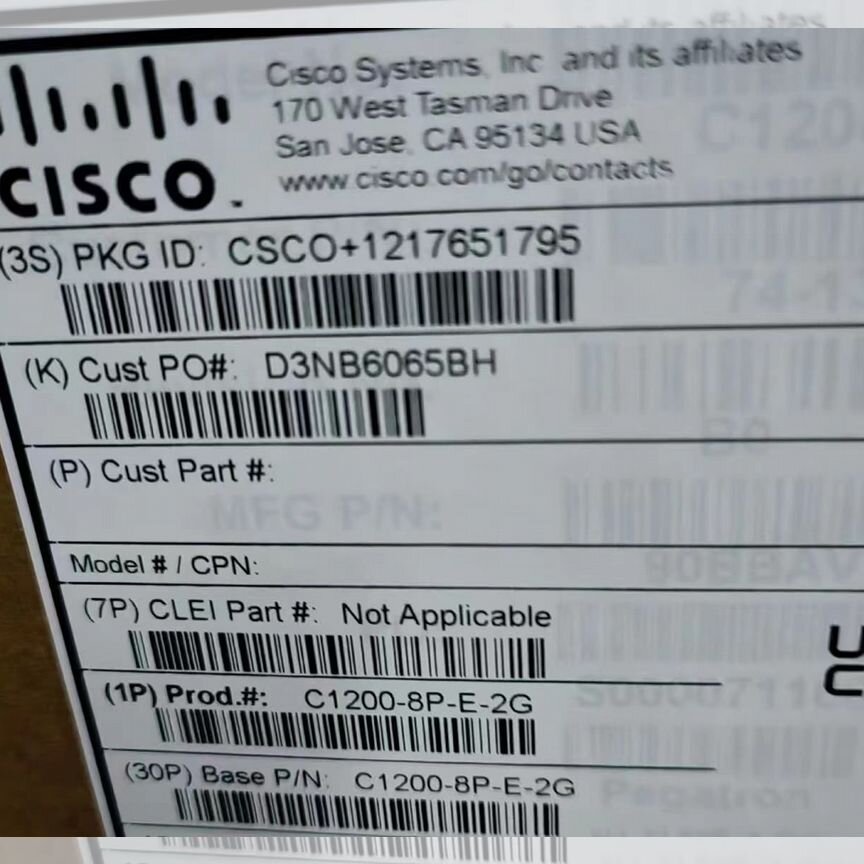 Cisco Systems, Inc and its affiliates
170 West Tasman Drive
San Jose, CA 95134 USA
www.cisco.com/go/contacts
CISCO.
(3S) PKG ID: CSCO+1217651795
(K) Cust PO#: D3NB6065BH
(P) Cust Part #:
MFG P/N:
Model # / CPN:
(7P) CLEI Part #: Not Applicable
(1P) Prod.#: C1200-8P-E-2G
(30P) Base P/N: C1200-8P-E-2G
Pegatron